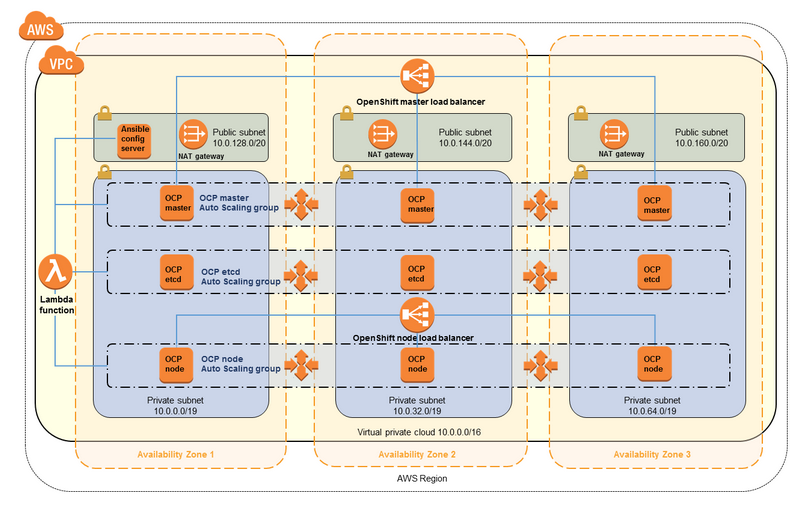 AWS
VPC
OpenShift master load balancer
Ansible
config
server
NAT gateway
Public subnet
10.0.128.0/20
NAT gateway
Public subnet
10.0.144.0/20
NAT gateway
Public subnet
10.0.160.0/20
OCP
master
OCP master
Auto Scaling group
OCP
master
OCP
master
Lambda
function
OCP
etcd
OCP etcd
Auto Scaling group
OCP
etcd
OCP
etcd
OpenShift node load balancer
OCP
node
OCP node
Auto Scaling group
OCP
node
OCP
node
Private subnet
10.0.0.0/19
Private subnet
10.0.32.0/19
Private subnet
10.0.64.0/19
Virtual private cloud 10.0.0.0/16
Availability Zone 1
Availability Zone 2
Availability Zone 3
AWS Region